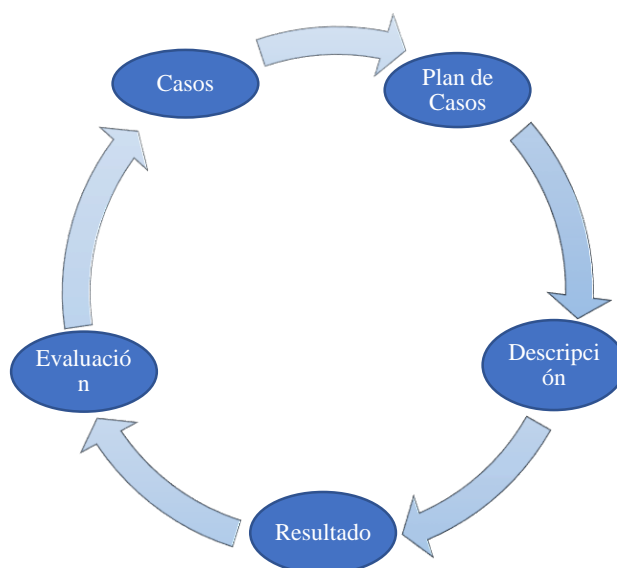 Casos
Plan de
Casos
Descripci
ón
Resultado
Evaluació
n